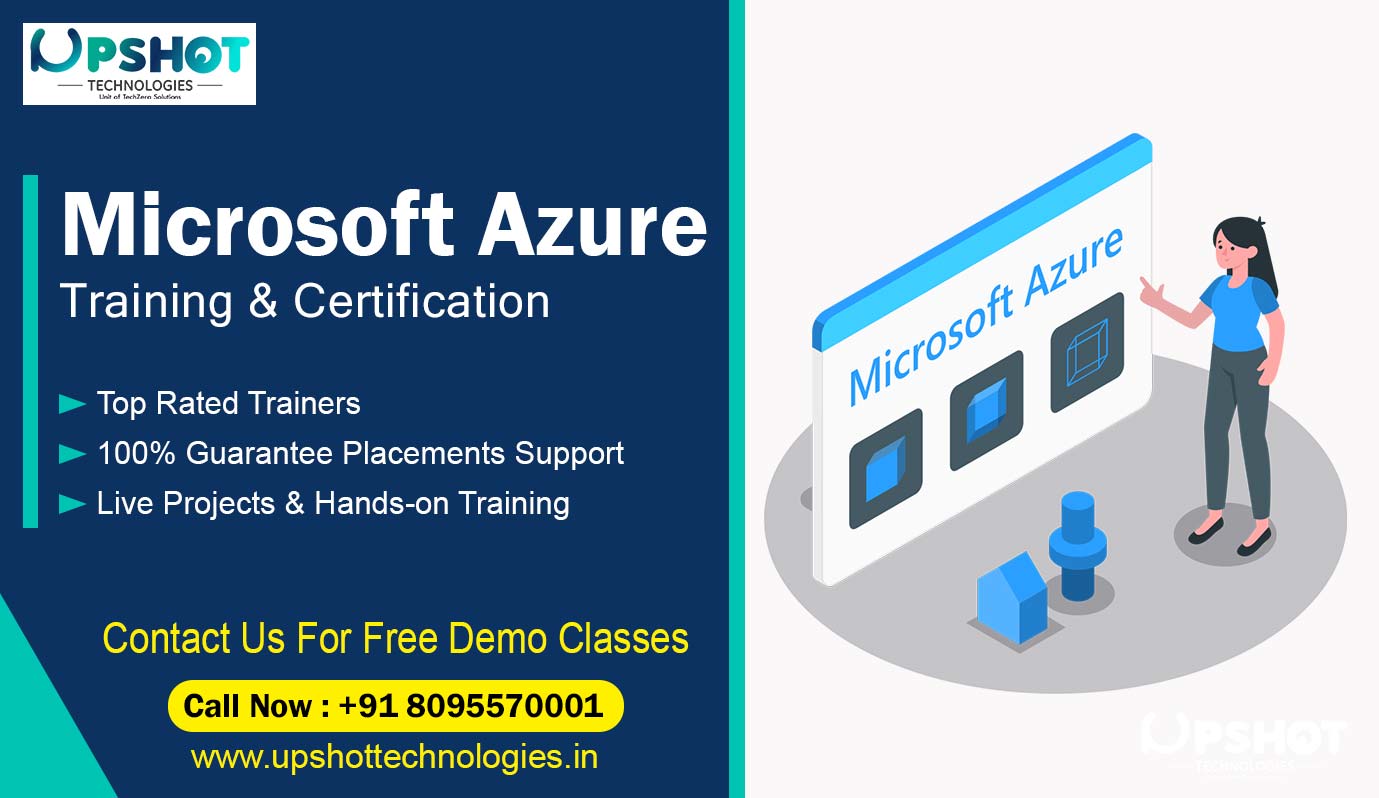 UPSHOT
TECHNOLOGIES
Unit of TechZero Solutions
Microsoft Azure
Training & Certification
Top Rated Trainers
100% Guarantee Placements Support
Live Projects & Hands-on Training
Contact Us For Free Demo Classes
Call Now : +91 8095570001
www.upshottechnologies.in
Microsoft Azure
UPSHOT
TECHNOLOGIES